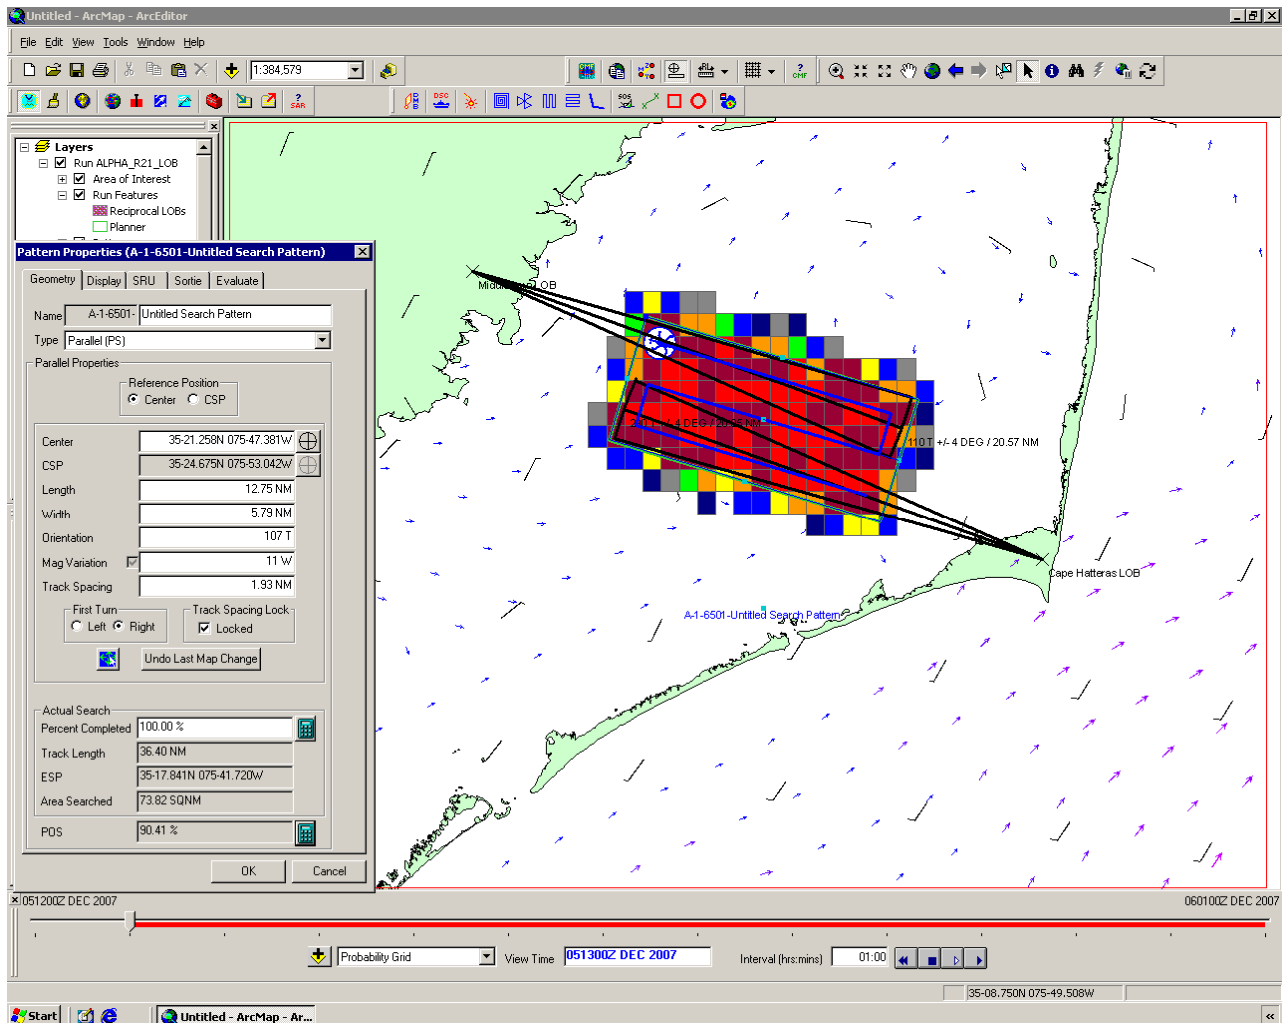 Untitled - ArcMap - ArcEditor
File Edit View Tools Window Help
1:384,579
? CMF
? SAR
DMB DSC SOS
Layers
Run ALPHA_R21_LOB
Area of Interest
Run Features
Reciprocal LOBs
Planner
Pattern Properties (A-1-6501-Untitled Search Pattern)
Geometry Display SRU Sortie Evaluate
Name A-1-6501- Untitled Search Pattern
Type Parallel (PS)
Parallel Properties
Reference Position
Center CSP
Center 35-21.258N 075-47.381W
CSP 35-24.675N 075-53.042W
Length 12.75 NM
Width 5.79 NM
Orientation 107 T
Mag Variation 11 W
Track Spacing 1.93 NM
First Turn
Left Right
Track Spacing Lock
Locked
Undo Last Map Change
Actual Search
Percent Completed 100.00 %
Track Length 36.40 NM
ESP 35-17.841N 075-41.720W
Area Searched 73.82 SQNM
POS 90.41 %
OK Cancel
LOB
+/- 4 DEG /
110 T +/- 4 DEG / 20.57 NM
Cape Hatteras LOB
A-1-6501-Untitled Search Pattern
051200Z DEC 2007
060100Z DEC 2007
Probability Grid View Time 051300Z DEC 2007 Interval (hrs:mins) 01:00
35-08.750N 075-49.508W
Start Untitled - ArcMap - Ar...